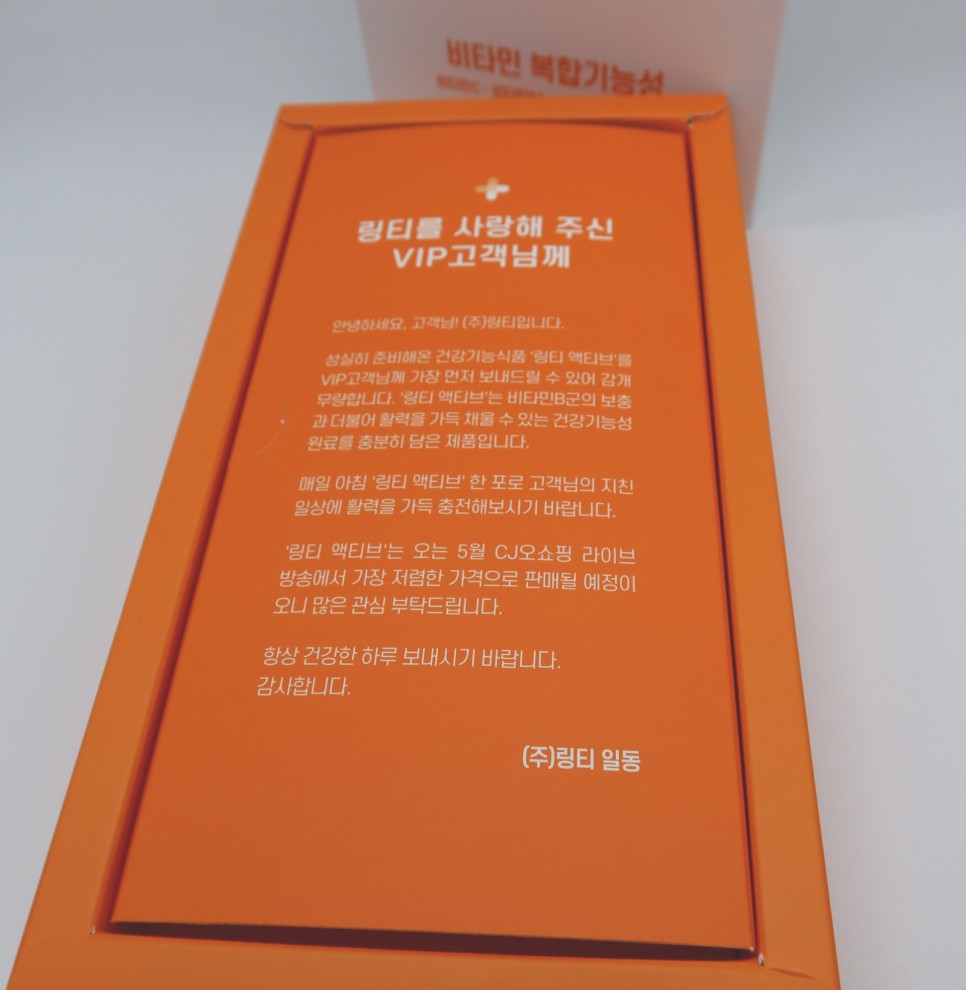 비타민 복합기능성
링티를 사랑해 주신
VIP고객님께
안녕하세요, 고객님! (주)링티입니다.
성실히 준비해온 건강기능식품 '링티 액티브'를
VIP고객님께 가장 먼저 보내드릴 수 있어 감개
무량합니다. '링티 액티브'는 비타민B군의 보충
과 더불어 활력을 가득 채울 수 있는 건강기능성
원료를 충분히 담은 제품입니다.
매일 아침 '링티 액티브' 한 포로 고객님의 지친
일상에 활력을 가득 충전해보시기 바랍니다.
'링티 액티브'는 오는 5월 CJ오쇼핑 라이브
방송에서 가장 저렴한 가격으로 판매될 예정이
오니 많은 관심 부탁드립니다.
항상 건강한 하루 보내시기 바랍니다.
감사합니다.
(주)링티 일동